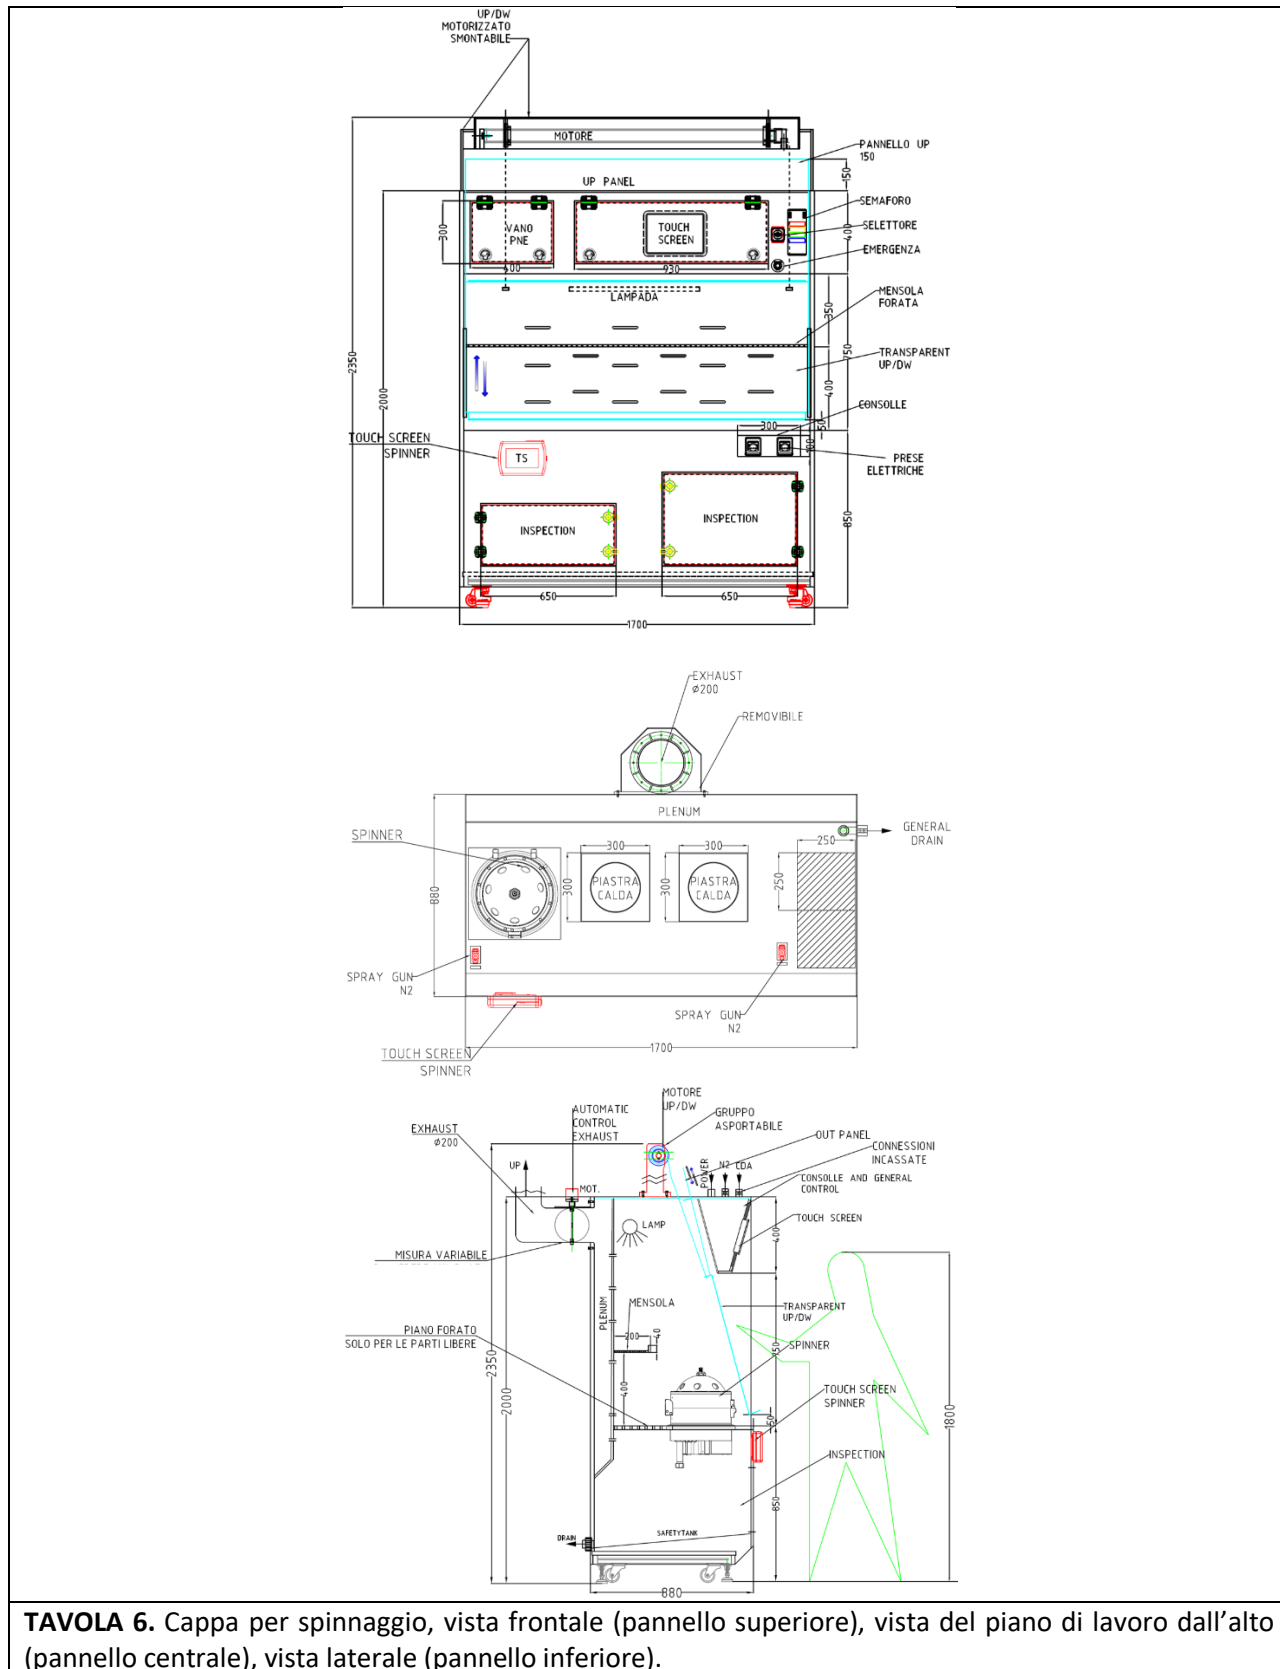 UP/DW
MOTORIZZATO
SMONTABILE
MOTORE
PANNELLO UP
150
150
UP PANEL
SEMAFORO
VANO
PNE
TOUCH
SCREEN
SELETTORE
300
400
EMERGENZA
400
930
LAMPADA
MENSOLA
FORATA
350
750
2350
2000
TRANSPARENT
UP/DW
400
CONSOLLE
300
50
100
TOUCH SCREEN
SPINNER
TS
PRESE
ELETTRICHE
INSPECTION
INSPECTION
850
650
650
1700
EXHAUST
ø200
REMOVIBILE
PLENUM
SPINNER
GENERAL
DRAIN
300
300
250
300
PIASTRA
CALDA
300
PIASTRA
CALDA
250
880
SPRAY GUN
N2
SPRAY GUN
N2
1700
TOUCH SCREEN
SPINNER
MOTORE
UP/DW
AUTOMATIC
CONTROL
EXHAUST
GRUPPO
ASPORTABILE
EXHAUST
ø200
OUT PANEL
CONNESSIONI
INCASSATE
UP
MOT.
POWER
N2 CDA
CONSOLLE AND GENERAL
CONTROL
LAMP
TOUCH SCREEN
400
MISURA VARIABILE
PLENUM
MENSOLA
TRANSPARENT
UP/DW
PIANO FORATO
SOLO PER LE PARTI LIBERE
200
40
750
SPINNER
2350
2000
400
TOUCH SCREEN
SPINNER
50
1800
INSPECTION
850
SAFETYTANK
DRAIN
880
TAVOLA 6. Cappa per spinnaggio, vista frontale (pannello superiore), vista del piano di lavoro dall’alto
(pannello centrale), vista laterale (pannello inferiore).